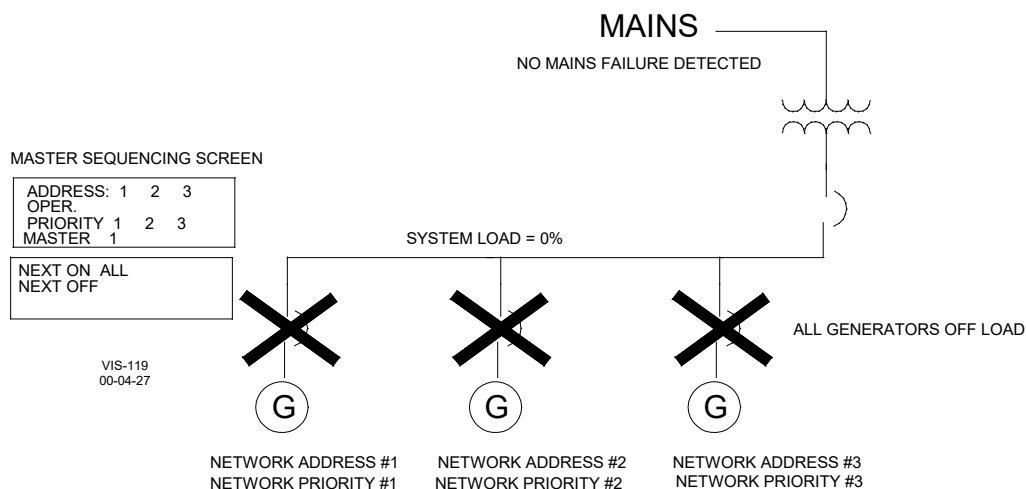 MAINS
NO MAINS FAILURE DETECTED
MASTER SEQUENCING SCREEN
ADDRESS: 1 2 3
OPER.
PRIORITY 1 2 3
MASTER 1
SYSTEM LOAD = 0%
NEXT ON ALL
NEXT OFF
ALL GENERATORS OFF LOAD
VIS-119
00-04-27
G G G
NETWORK ADDRESS #1 NETWORK ADDRESS #2 NETWORK ADDRESS #3
NETWORK PRIORITY #1 NETWORK PRIORITY #2 NETWORK PRIORITY #3